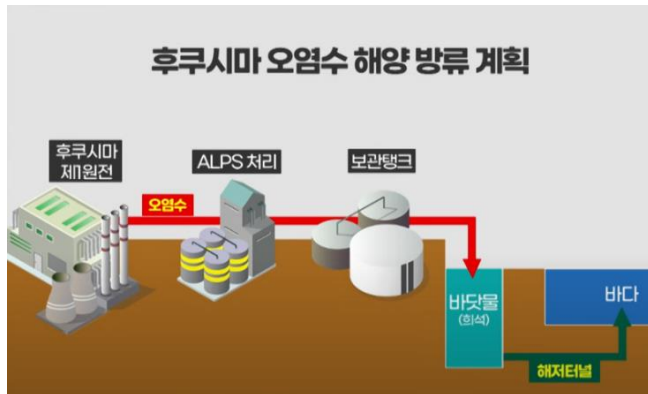 후쿠시마 오염수 해양 방류 계획
후쿠시마
제1원전
ALPS 처리
보관탱크
오염수
바닷물
(희석)
바다
해저터널